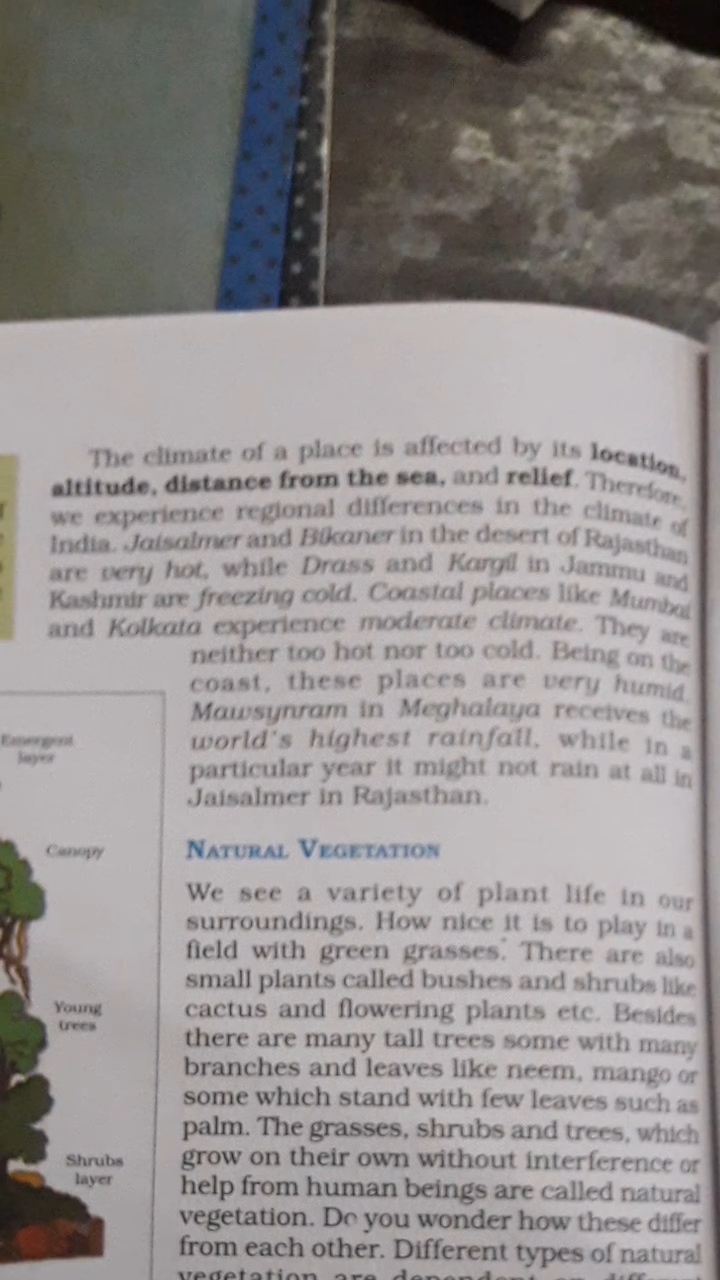 The climate of a place is affected by its location,
altitude, distance from the sea, and relief. Therefore,
we experience regional differences in the climate of
India. Jaisalmer and Bikaner in the desert of Rajasthan
are very hot, while Drass and Kargil in Jammu and
Kashmir are freezing cold. Coastal places like Mumbai
and Kolkata experience moderate climate. They are
neither too hot nor too cold. Being on the
coast, these places are very humid.
Mawsynram in Meghalaya receives the
world's highest rainfall, while in a
particular year it might not rain at all in
Jaisalmer in Rajasthan.
Emergent
layer
Canopy
Young
trees
Shrubs
layer
NATURAL VEGETATION
We see a variety of plant life in our
surroundings. How nice it is to play in a
field with green grasses. There are also
small plants called bushes and shrubs like
cactus and flowering plants etc. Besides
there are many tall trees some with many
branches and leaves like neem, mango or
some which stand with few leaves such as
palm. The grasses, shrubs and trees, which
grow on their own without interference or
help from human beings are called natural
vegetation. Do you wonder how these differ
from each other. Different types of natural
vegetation are